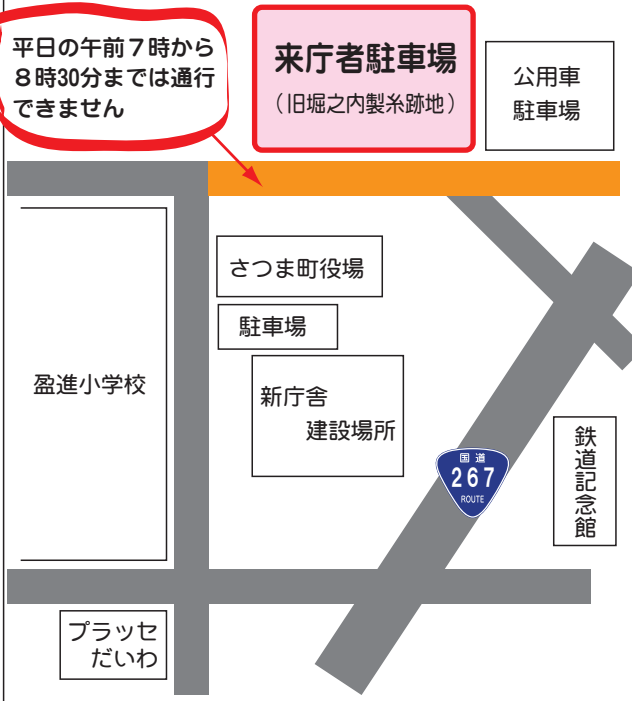 平日の午前７時から
８時30分までは通行
できません
来庁者駐車場
（旧堀之内製糸跡地）
公用車
駐車場
さつま町役場
駐車場
盈進小学校
新庁舎
建設場所
国道
267
ROUTE
鉄道記念館
プラッセ
だいわ